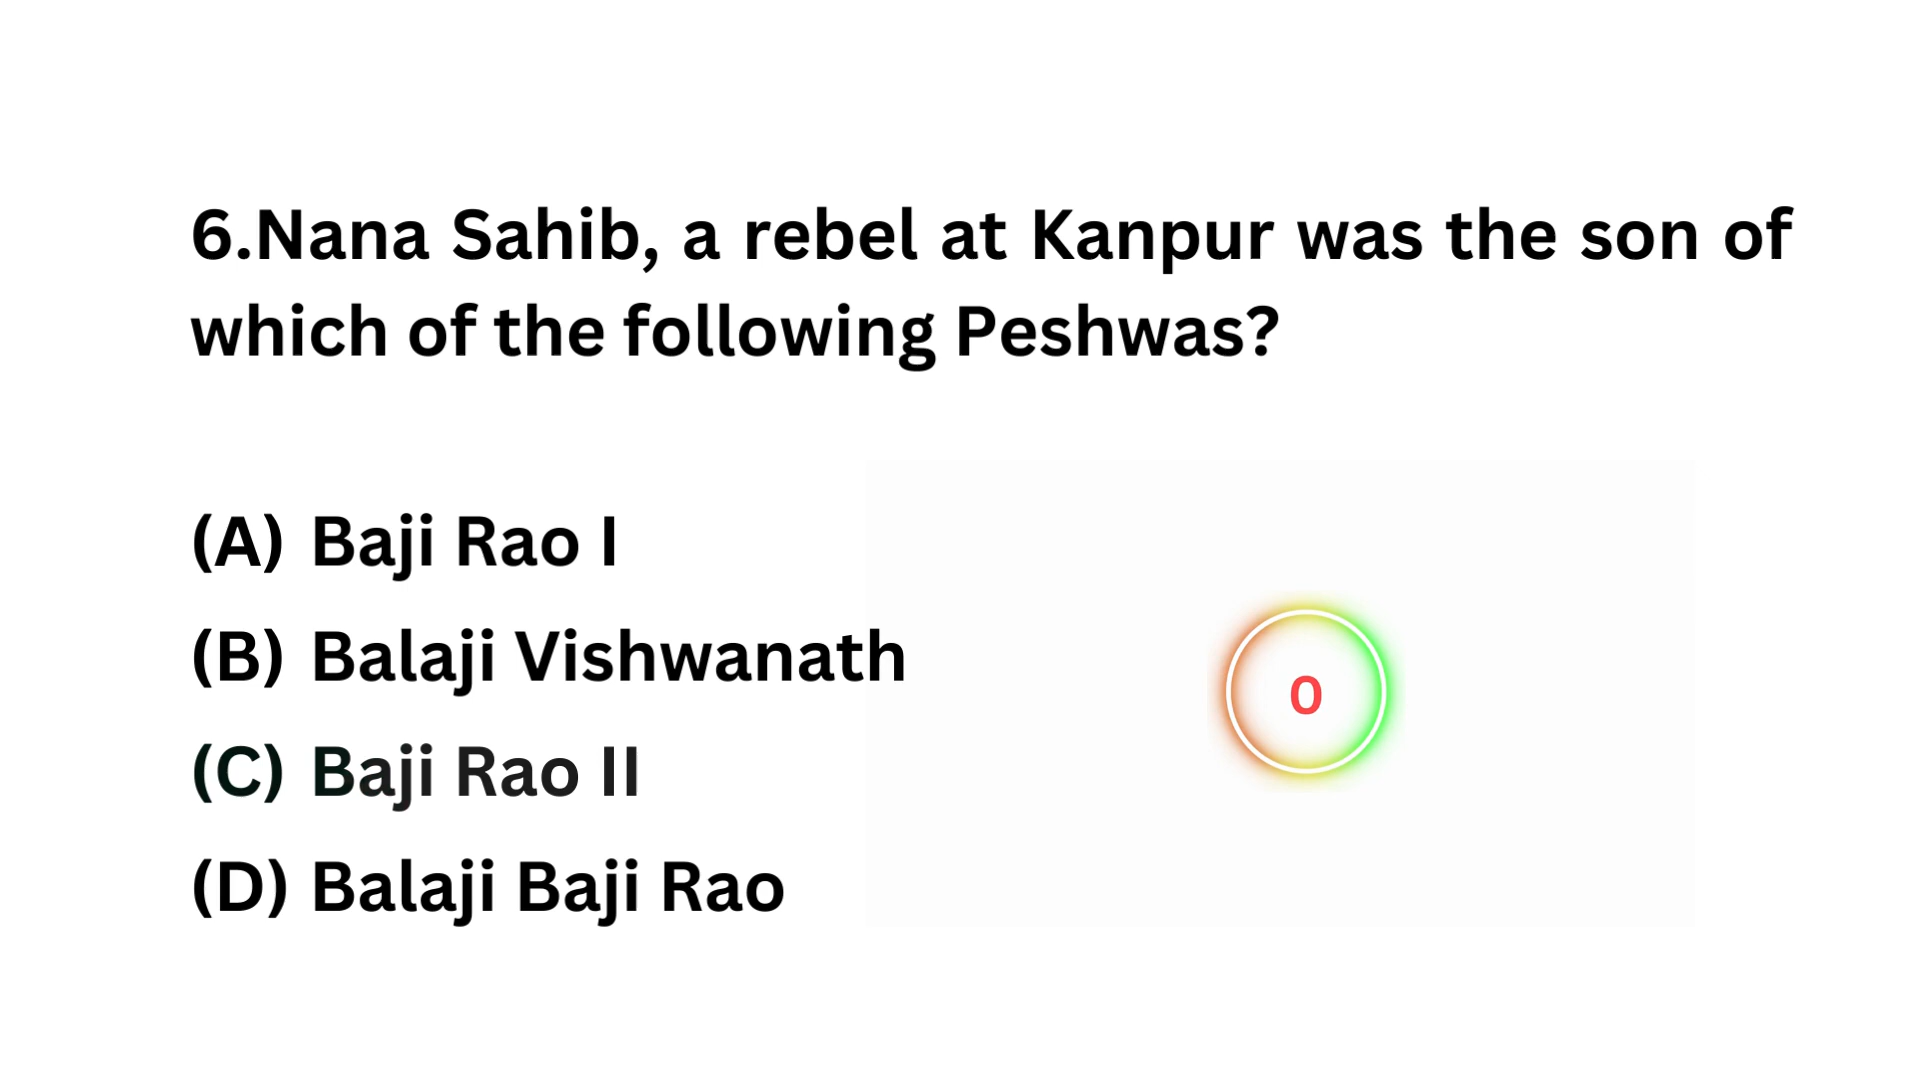 6.Nana Sahib, a rebel at Kanpur was the son of
which of the following Peshwas?
(A) Baji Rao I
(B) Balaji Vishwanath
(C) Baji Rao II
(D) Balaji Baji Rao
0